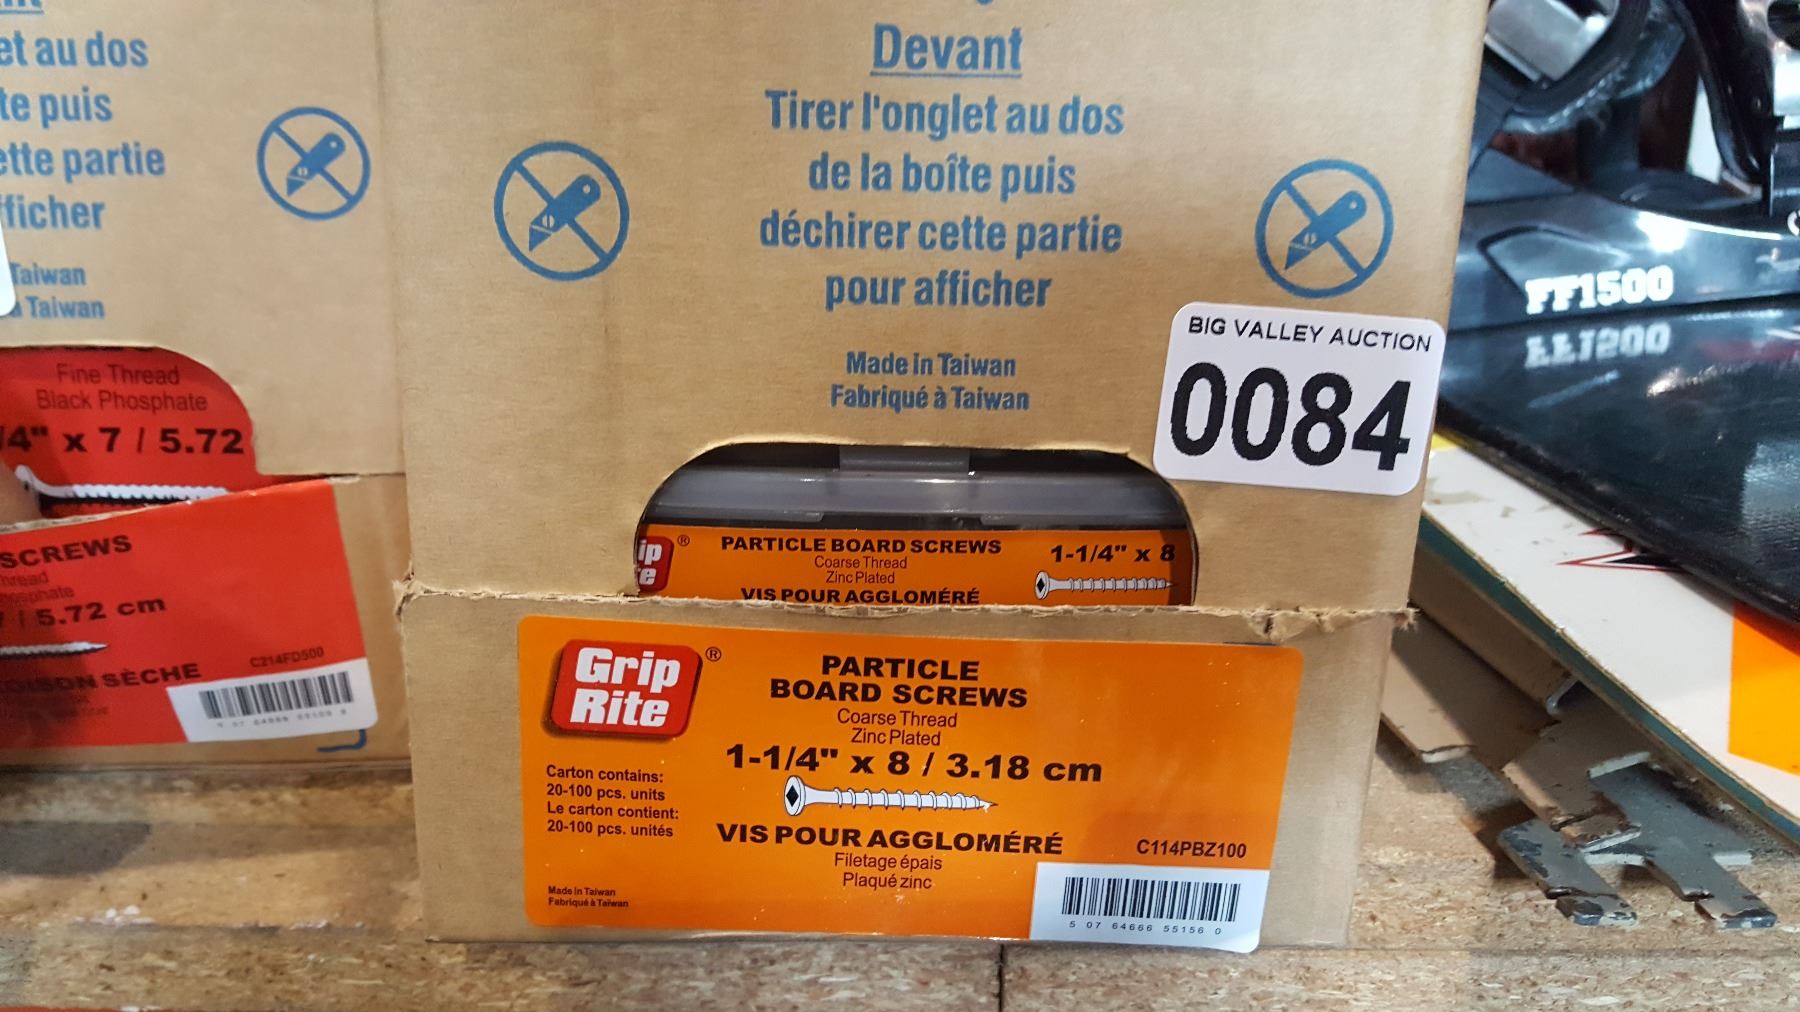 et au dos
te puis
ette partie
fficher
Taiwan
à Taiwan
Fine Thread
Black Phosphate
/4" x 7 / 5.72
SCREWS
Thread
Phosphate
/ 5.72 cm
SÈCHE
C214FD500
Devant
Tirer l'onglet au dos
de la boîte puis
déchirer cette partie
pour afficher
Made in Taiwan
Fabriqué à Taiwan
BIG VALLEY AUCTION
0084
ip
e ®
PARTICLE BOARD SCREWS
Coarse Thread
Zinc Plated
VIS POUR AGGLOMÉRÉ
1-1/4" x 8
Grip
Rite ®
PARTICLE
BOARD SCREWS
Coarse Thread
Zinc Plated
1-1/4" x 8 / 3.18 cm
Carton contains:
20-100 pcs. units
Le carton contient:
20-100 pcs. unités
VIS POUR AGGLOMÉRÉ
Filetage épais
Plaqué zinc
C114PBZ100
Made in Taiwan
Fabriqué à Taïwan
5 07 64666 55156 0
FF1500